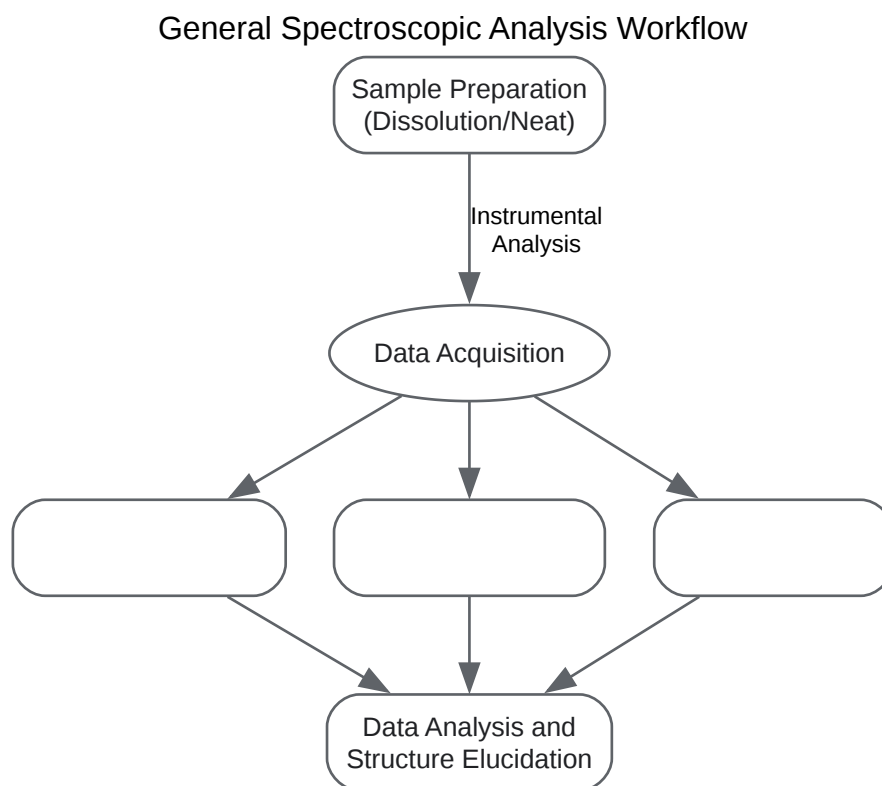 General Spectroscopic Analysis Workflow
Sample Preparation
(Dissolution/Neat)
Instrumental
Analysis
Data Acquisition
Data Analysis and
Structure Elucidation